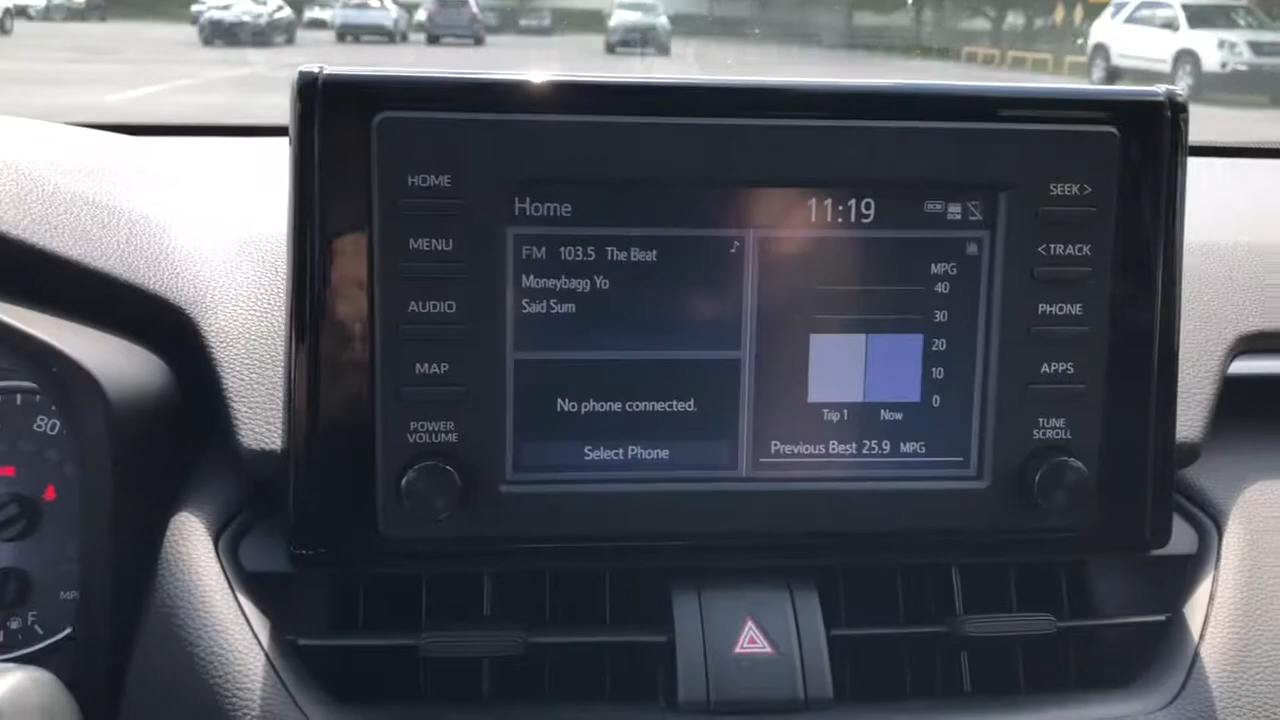 HOME
MENU
AUDIO
MAP
POWER
VOLUME
Home
11:19
DCM
DCM
FM 103.5 The Beat
Moneybagg Yo
Said Sum
No phone connected.
Select Phone
MPG
40
30
20
10
0
Trip 1 Now
Previous Best 25.9 MPG
SEEK >
< TRACK
PHONE
APPS
TUNE
SCROLL
80
F